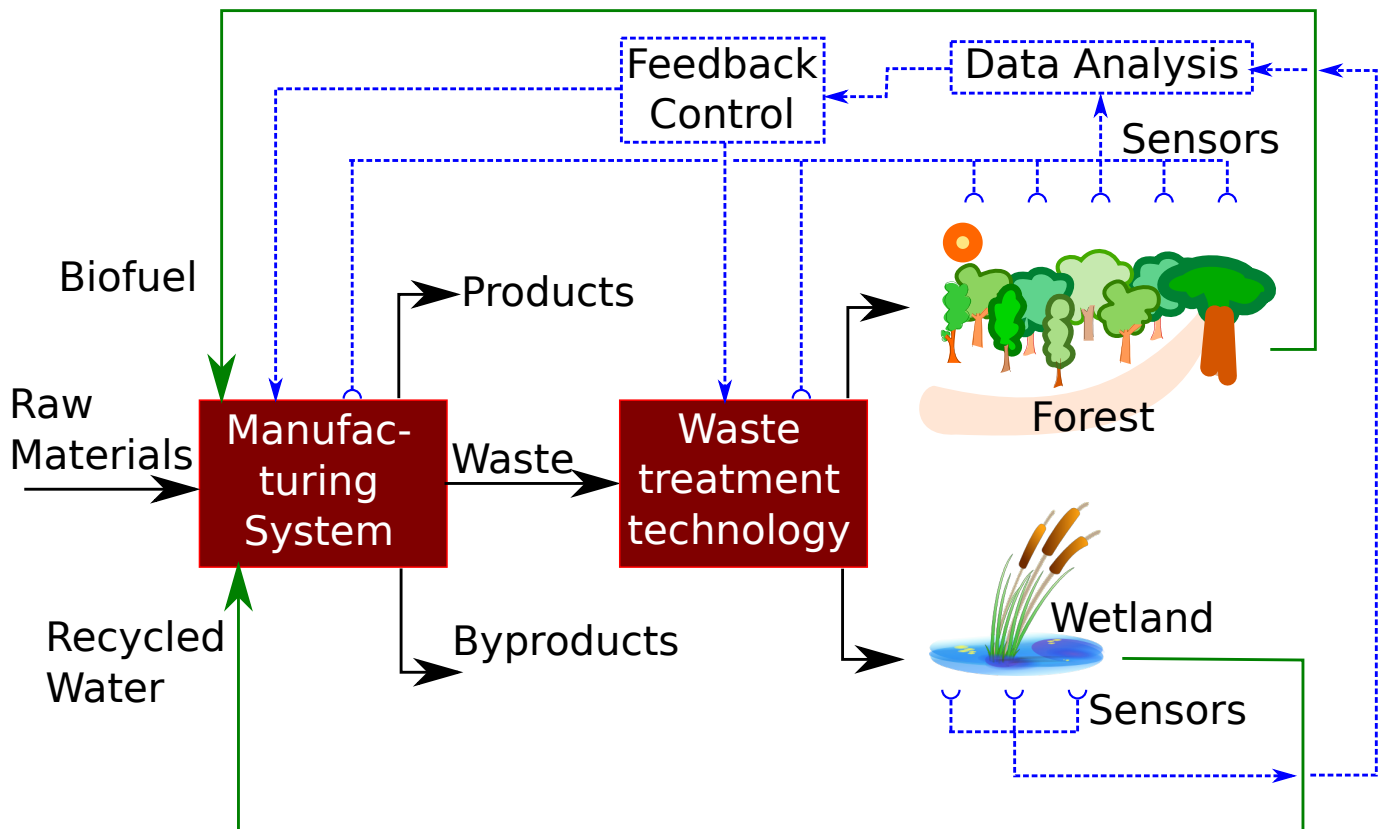 Feedback
Control
Data Analysis
Sensors
Biofuel
Products
Raw
Materials
Manufac-
turing
System
Waste
Waste
treatment
technology
Forest
Recycled
Water
Byproducts
Wetland
Sensors